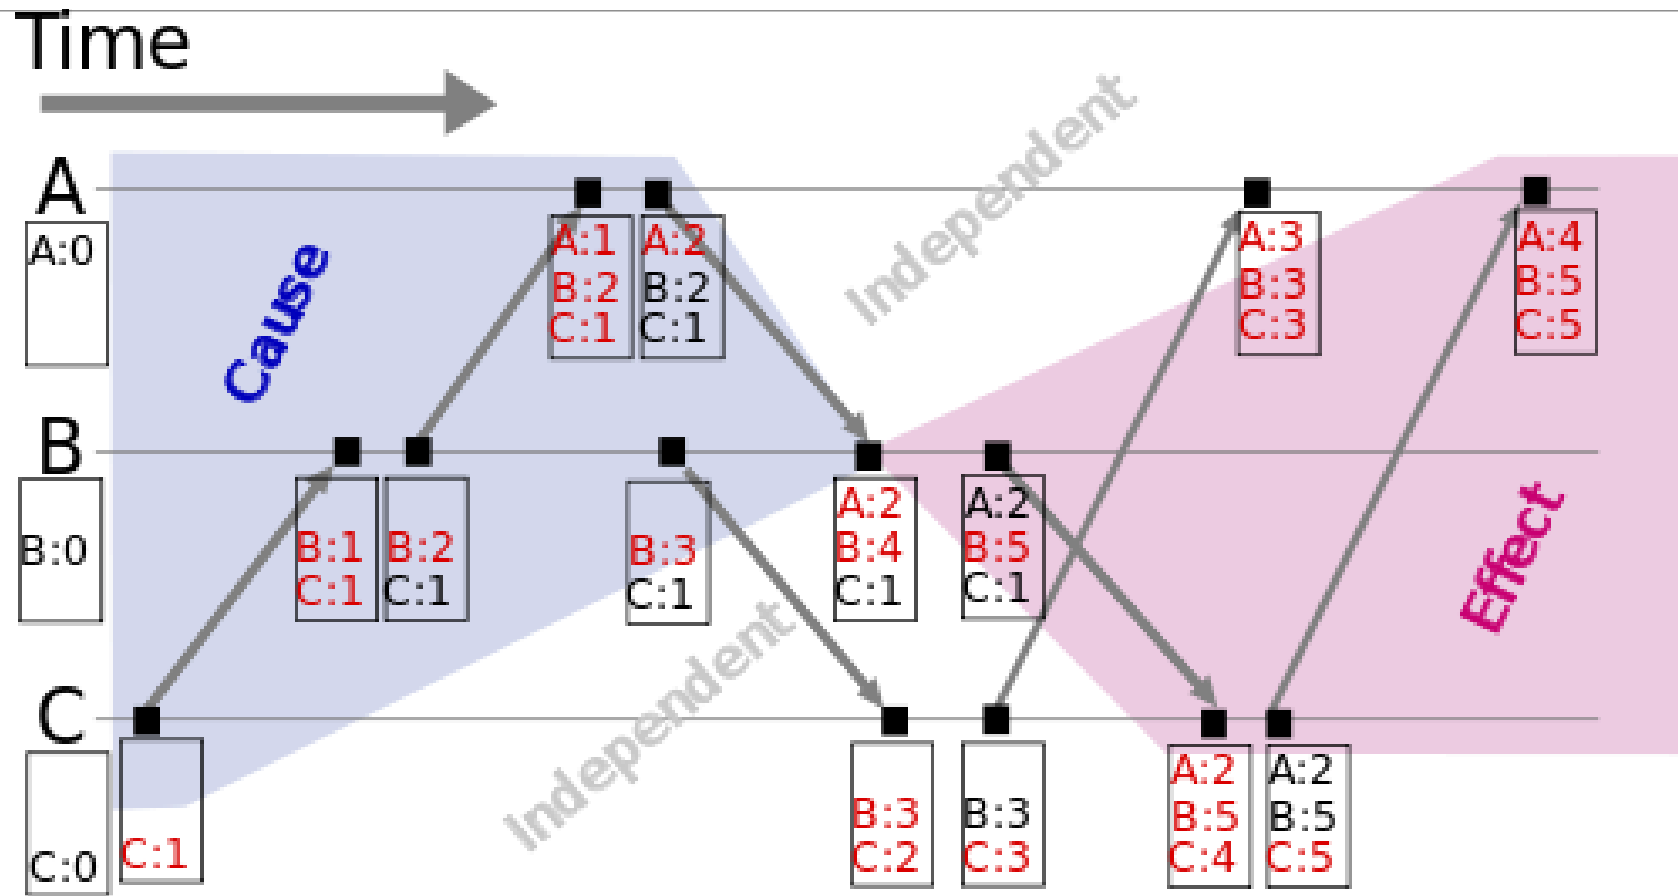 Time
A
A:0
Cause
A:1
B:2
C:1
A:2
B:2
C:1
Independent
A:3
B:3
C:3
A:4
B:5
C:5
B
B:0
B:1
C:1
B:2
C:1
B:3
C:1
A:2
B:4
C:1
A:2
B:5
C:1
Effect
Independent
C
C:0
C:1
B:3
C:2
B:3
C:3
A:2
B:5
C:4
A:2
B:5
C:5